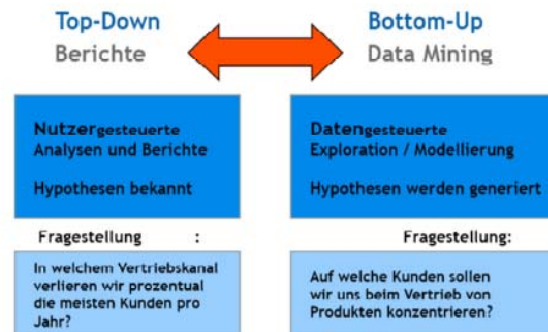 Top-Down
Berichte
Bottom-Up
Data Mining
Nutzergesteuerte
Analysen und Berichte
Hypothesen bekannt
Datengesteuerte
Exploration / Modellierung
Hypothesen werden generiert
Fragestellung :
In welchem Vertriebskanal
verlieren wir prozentual
die meisten Kunden pro
Jahr?
Fragestellung:
Auf welche Kunden sollen
wir uns beim Vertrieb von
Produkten konzentrieren?